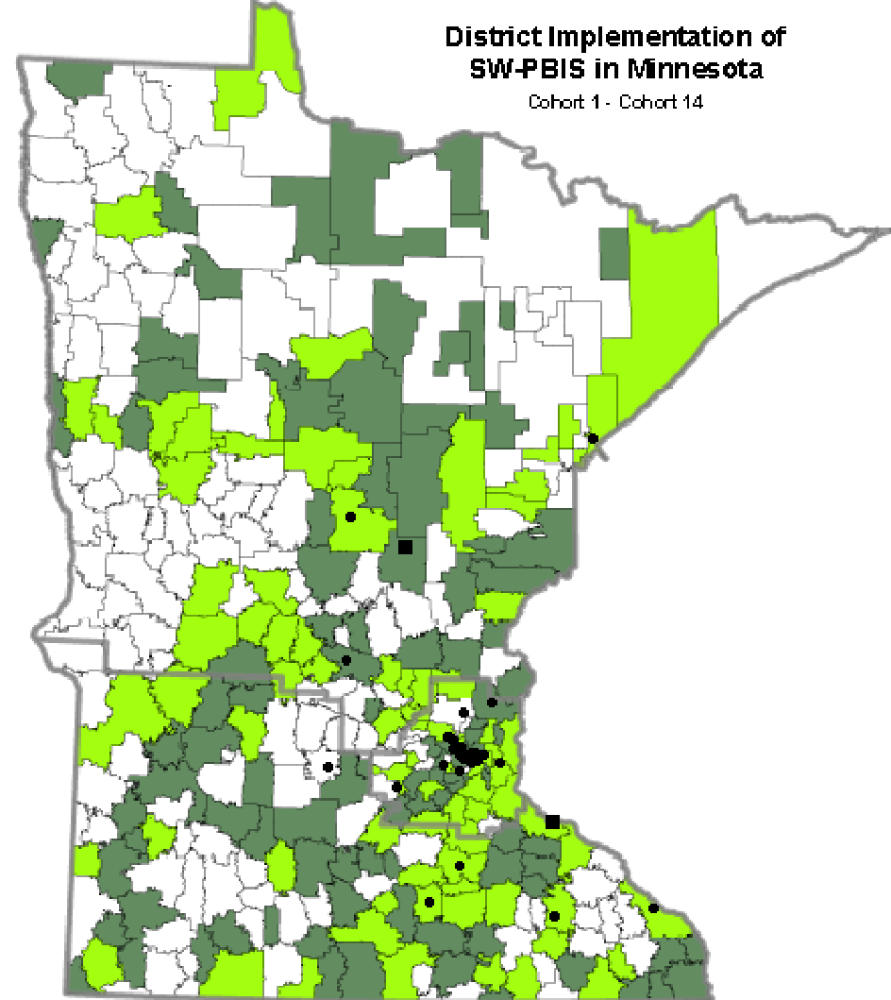 District Implementation of
SW-PBIS in Minnesota
Cohort 1 - Cohort 14